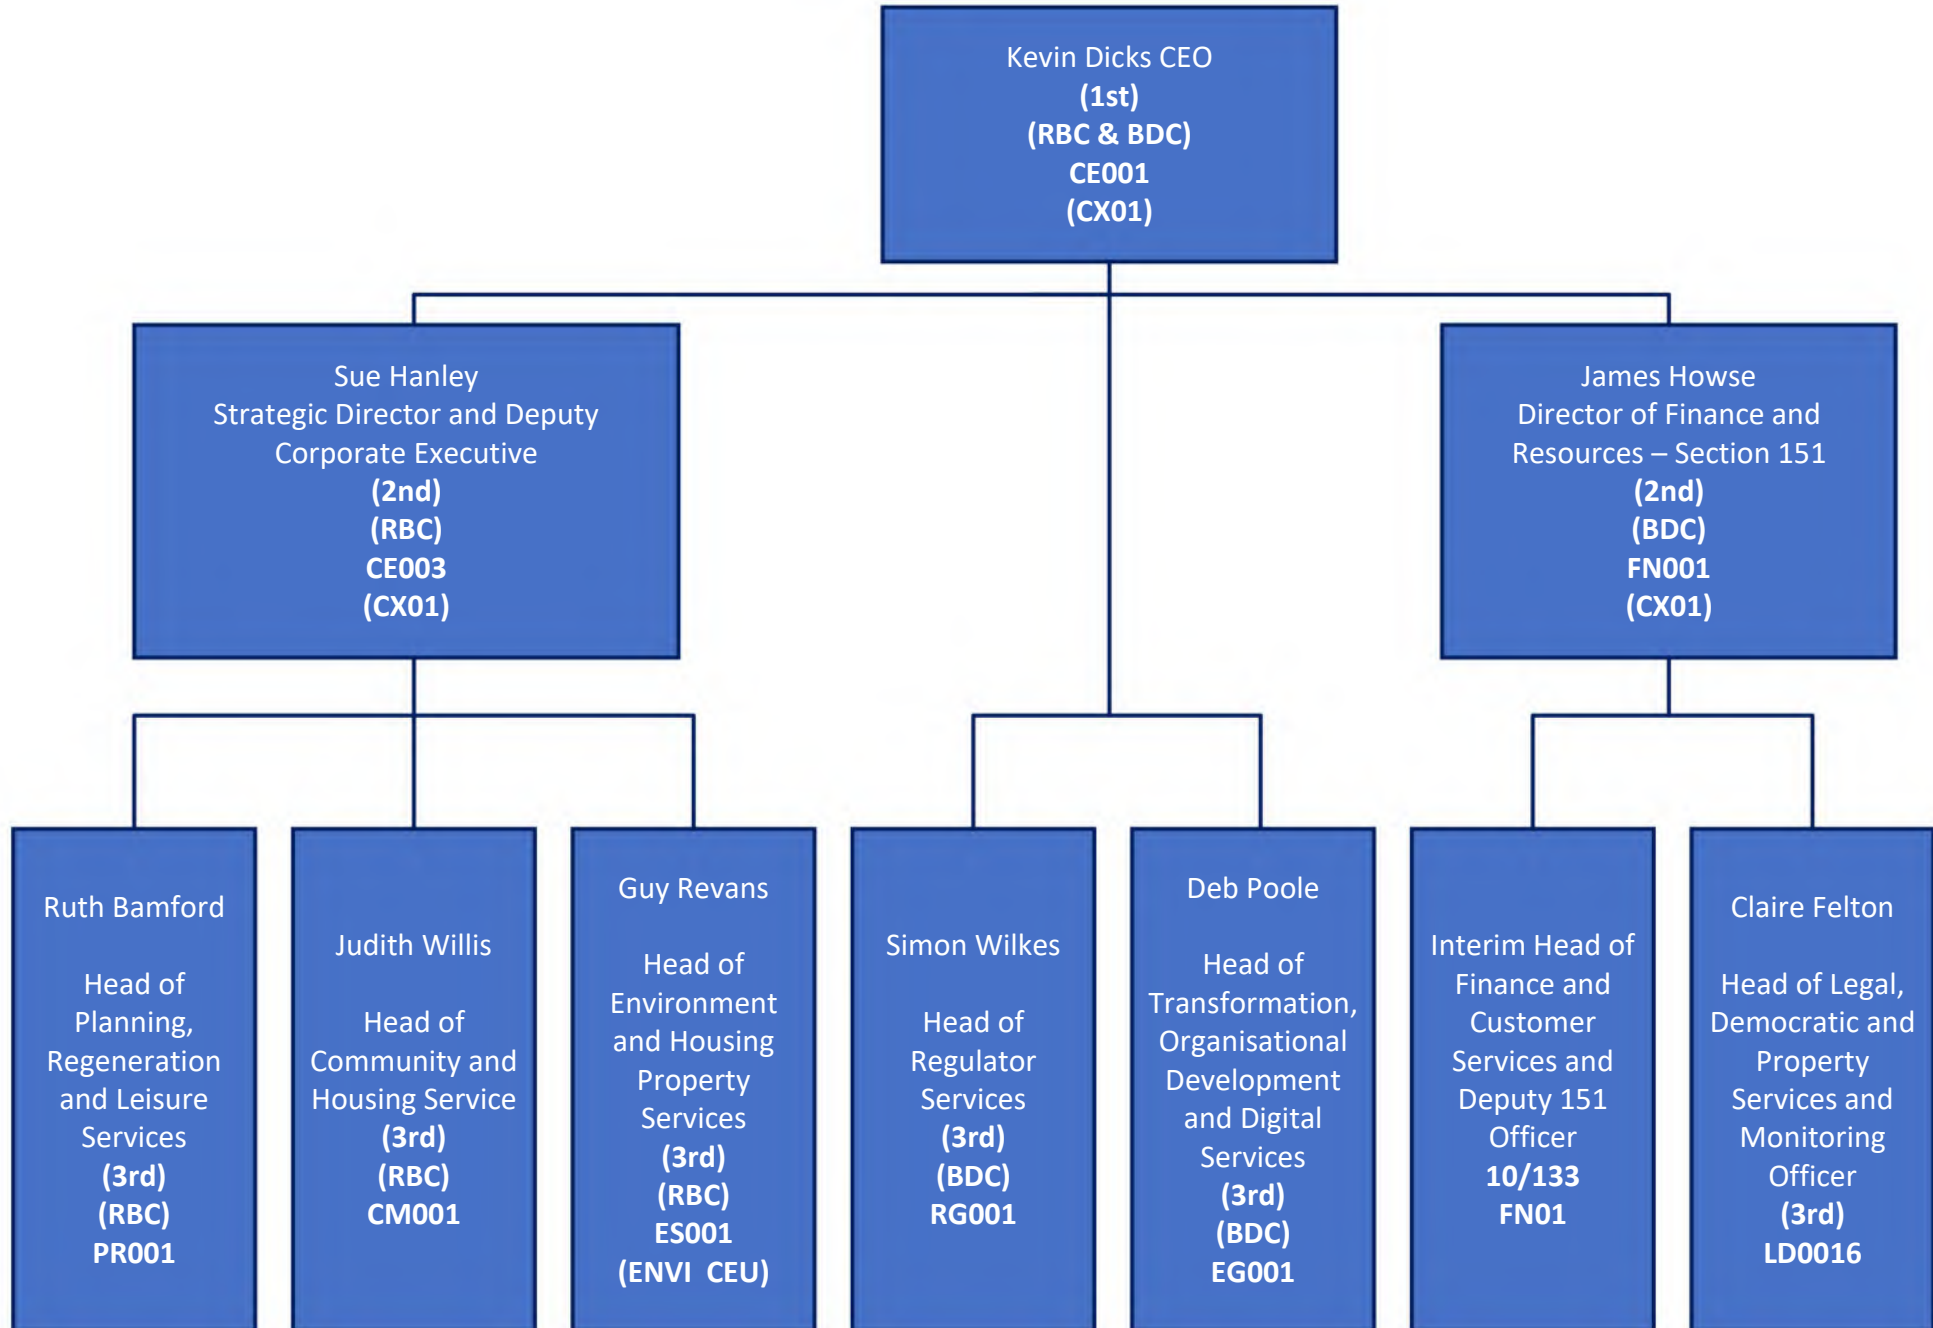 Kevin Dicks CEO
(1st)
(RBC & BDC)
CE001
(CX01)
Sue Hanley
Strategic Director and Deputy
Corporate Executive
(2nd)
(RBC)
CE003
(CX01)
James Howse
Director of Finance and
Resources – Section 151
(2nd)
(BDC)
FN001
(CX01)
Ruth Bamford
Head of
Planning,
Regeneration
and Leisure
Services
(3rd)
(RBC)
PR001
Judith Willis
Head of
Community and
Housing Service
(3rd)
(RBC)
CM001
Guy Revans
Head of
Environment
and Housing
Property
Services
(3rd)
(RBC)
ES001
(ENVI CEU)
Simon Wilkes
Head of
Regulator
Services
(3rd)
(BDC)
RG001
Deb Poole
Head of
Transformation,
Organisational
Development
and Digital
Services
(3rd)
(BDC)
EG001
Interim Head of
Finance and
Customer
Services and
Deputy 151
Officer
10/133
FN01
Claire Felton
Head of Legal,
Democratic and
Property
Services and
Monitoring
Officer
(3rd)
LD0016